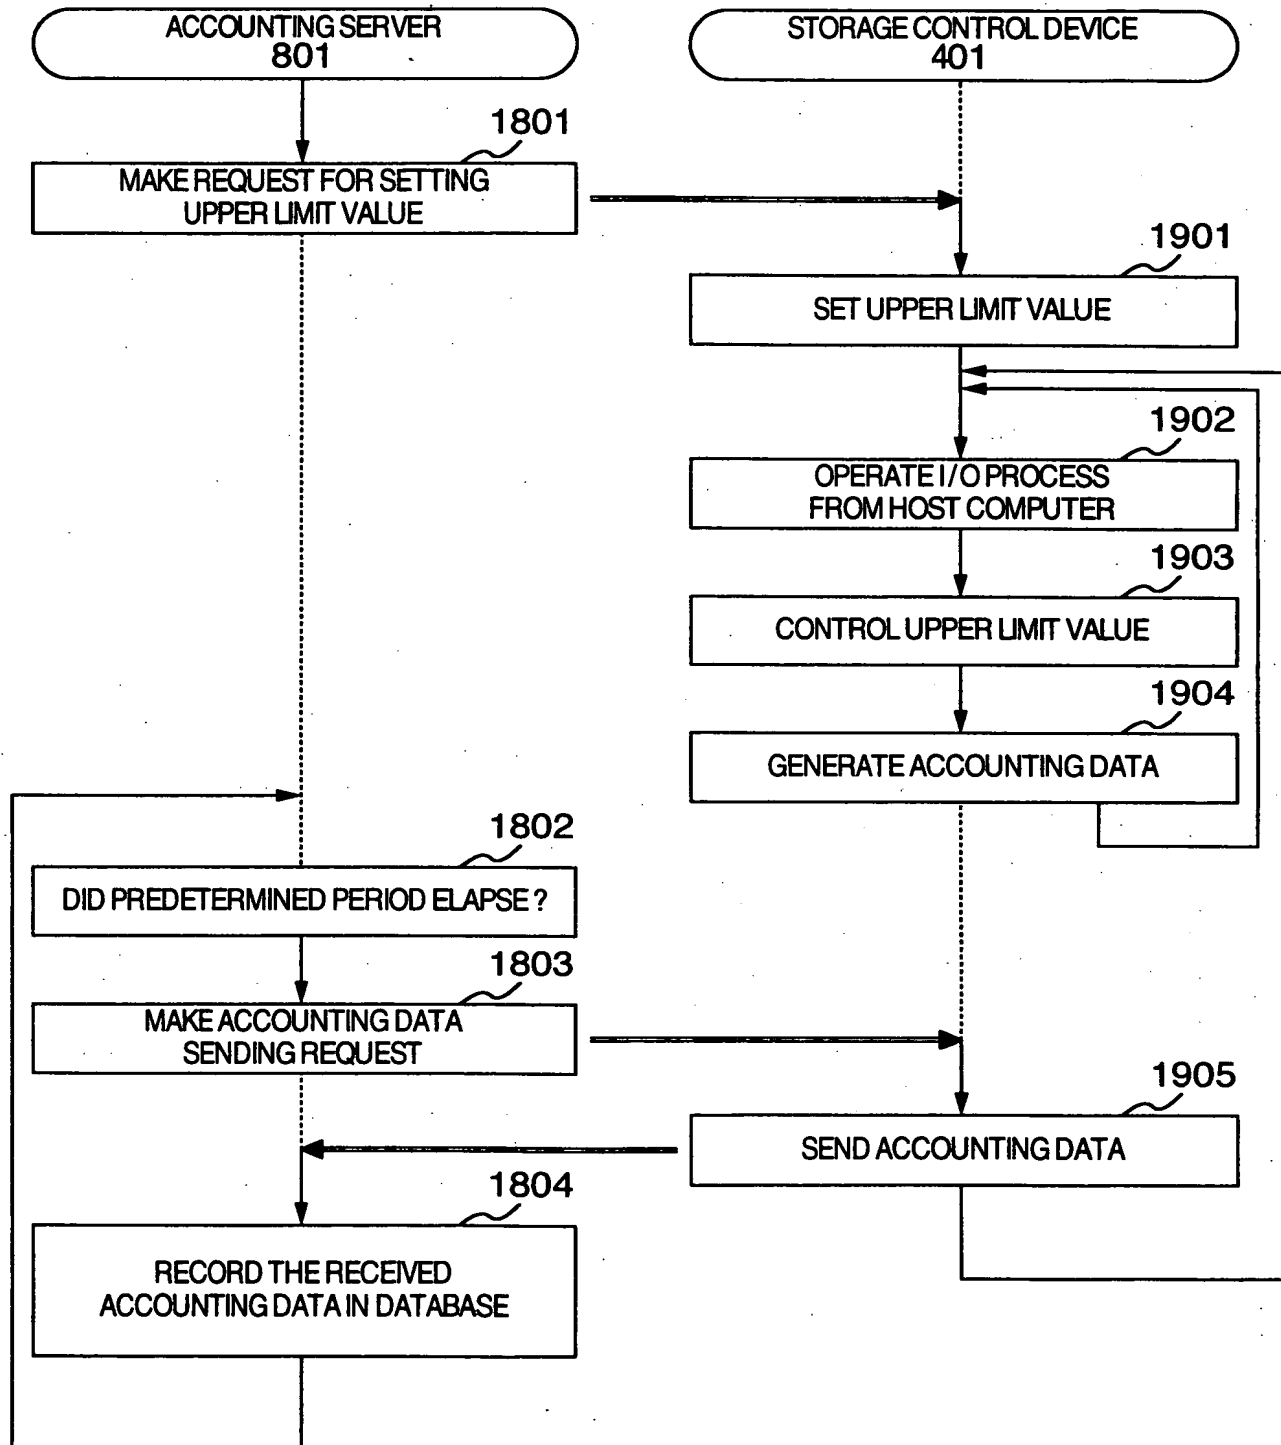 ACCOUNTING SERVER
801
STORAGE CONTROL DEVICE
401
1801
MAKE REQUEST FOR SETTING
UPPER LIMIT VALUE
1901
SET UPPER LIMIT VALUE
1902
OPERATE I/O PROCESS
FROM HOST COMPUTER
1903
CONTROL UPPER LIMIT VALUE
1904
GENERATE ACCOUNTING DATA
1802
DID PREDETERMINED PERIOD ELAPSE ?
1803
MAKE ACCOUNTING DATA
SENDING REQUEST
1905
SEND ACCOUNTING DATA
1804
RECORD THE RECEIVED
ACCOUNTING DATA IN DATABASE